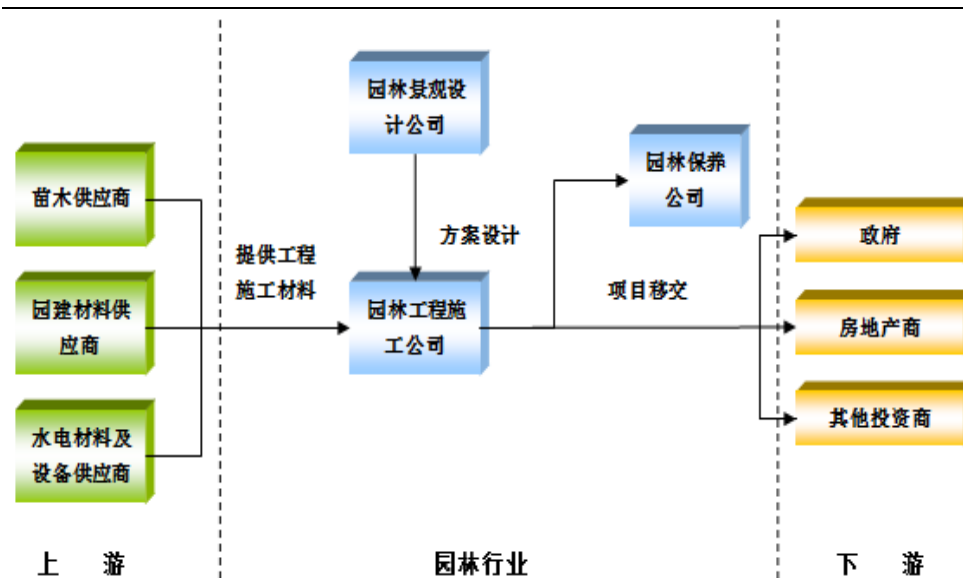 园林景观设
计公司
园林保养
公司
苗木供应商
政府
方案设计
提供工程
施工材料
园建材料供
应商
园林工程施
工公司
项目移交
房地产商
其他投资商
水电材料及
设备供应商
上 游
园林行业
下 游